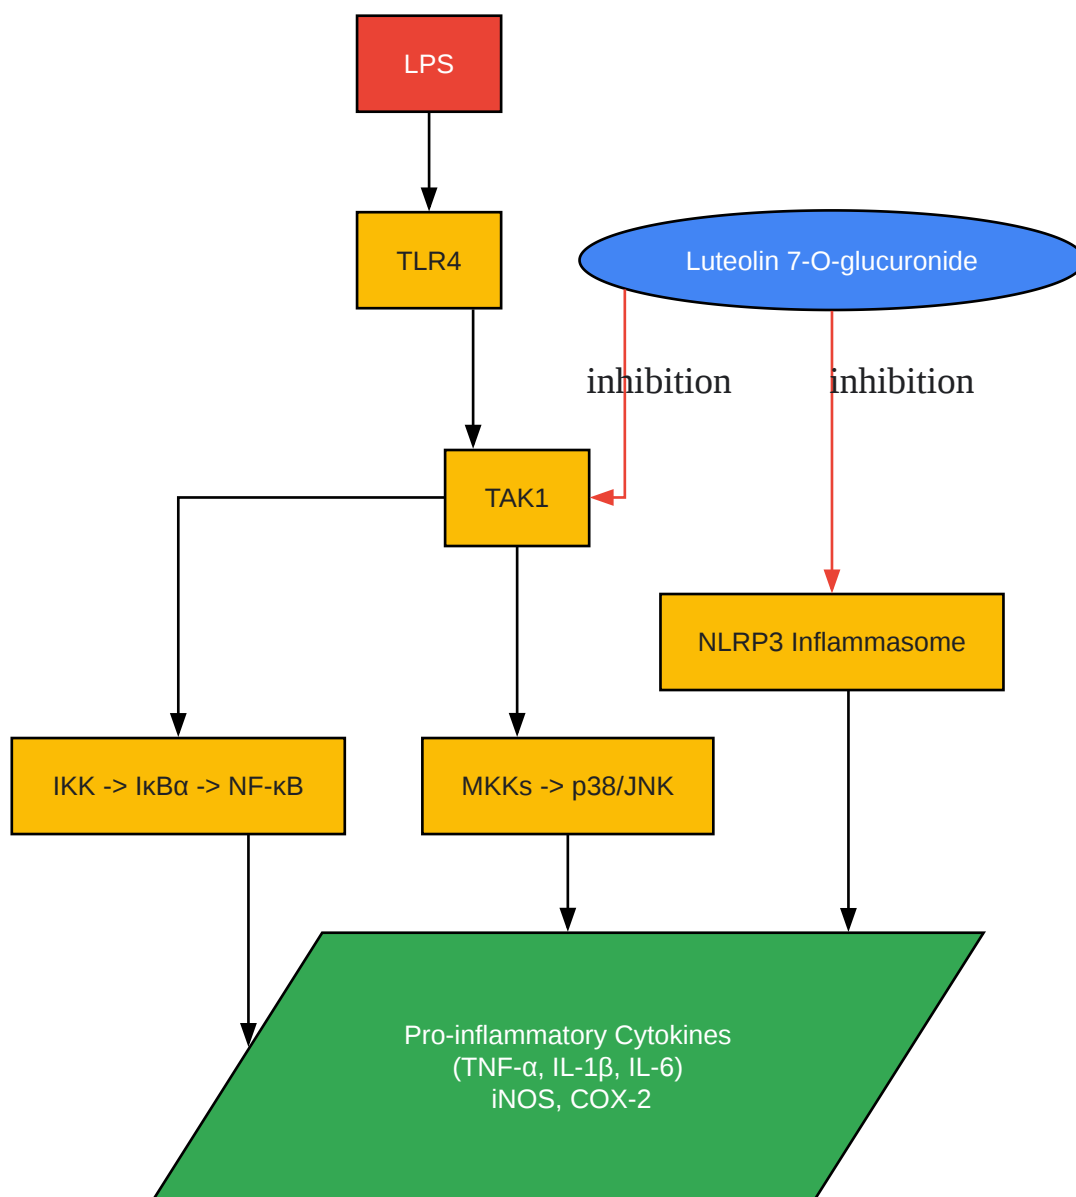 LPS
TLR4
Luteolin 7-O-glucuronide
inhibition
inhibition
TAK1
NLRP3 Inflammasome
IKK -> IκBα -> NF-κB
MKKs -> p38/JNK
Pro-inflammatory Cytokines
(TNF-α, IL-1β, IL-6)
iNOS, COX-2